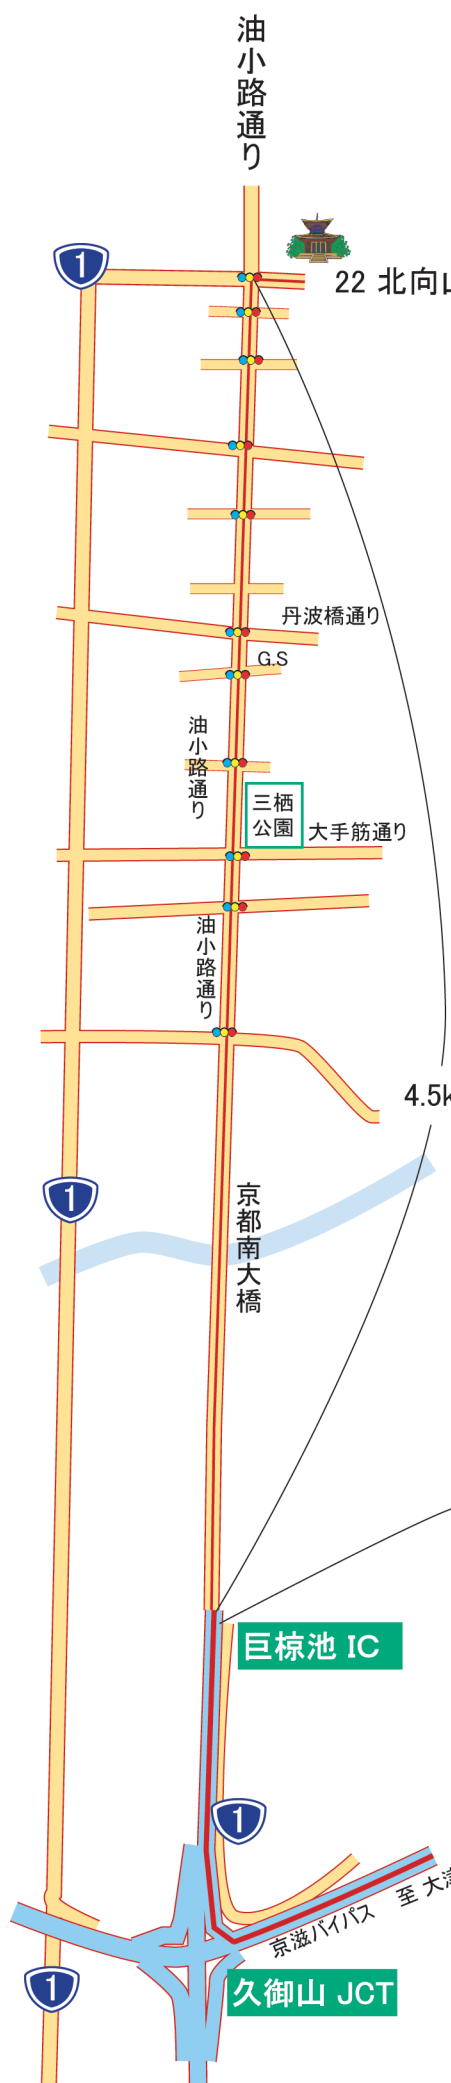 油小路通り
1
22 北向山
丹波橋通り
G.S
油小路通り
三栖
公園
大手筋通り
油小路通り
4.5k
1
京都南大橋
巨椋池 IC
1
京滋バイパス 至 大津
久御山 JCT
1